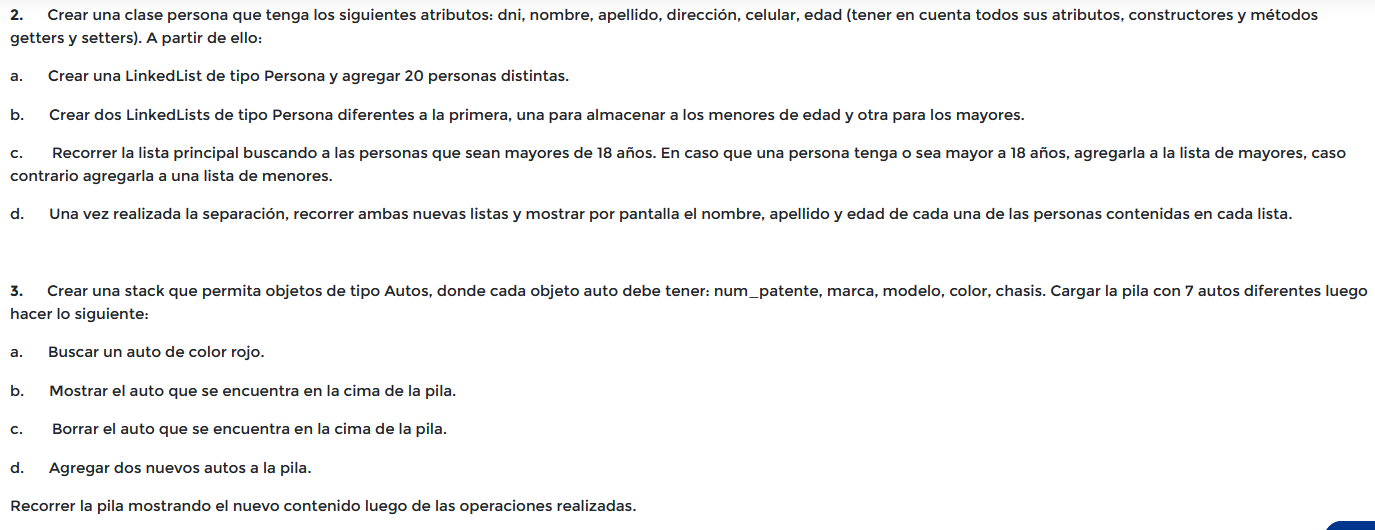 2. Crear una clase persona que tenga los siguientes atributos: dni, nombre, apellido, dirección, celular, edad (tener en cuenta todos sus atributos, constructores y métodos
getters y setters). A partir de ello:
a. Crear una LinkedList de tipo Persona y agregar 20 personas distintas.
b. Crear dos LinkedLists de tipo Persona diferentes a la primera, una para almacenar a los menores de edad y otra para los mayores.
c. Recorrer la lista principal buscando a las personas que sean mayores de 18 años. En caso que una persona tenga o sea mayor a 18 años, agregarla a la lista de mayores, caso
contrario agregarla a una lista de menores.
d. Una vez realizada la separación, recorrer ambas nuevas listas y mostrar por pantalla el nombre, apellido y edad de cada una de las personas contenidas en cada lista.
3. Crear una stack que permita objetos de tipo Autos, donde cada objeto auto debe tener: num_patente, marca, modelo, color, chasis. Cargar la pila con 7 autos diferentes luego
hacer lo siguiente:
a. Buscar un auto de color rojo.
b. Mostrar el auto que se encuentra en la cima de la pila.
c. Borrar el auto que se encuentra en la cima de la pila.
d. Agregar dos nuevos autos a la pila.
Recorrer la pila mostrando el nuevo contenido luego de las operaciones realizadas.